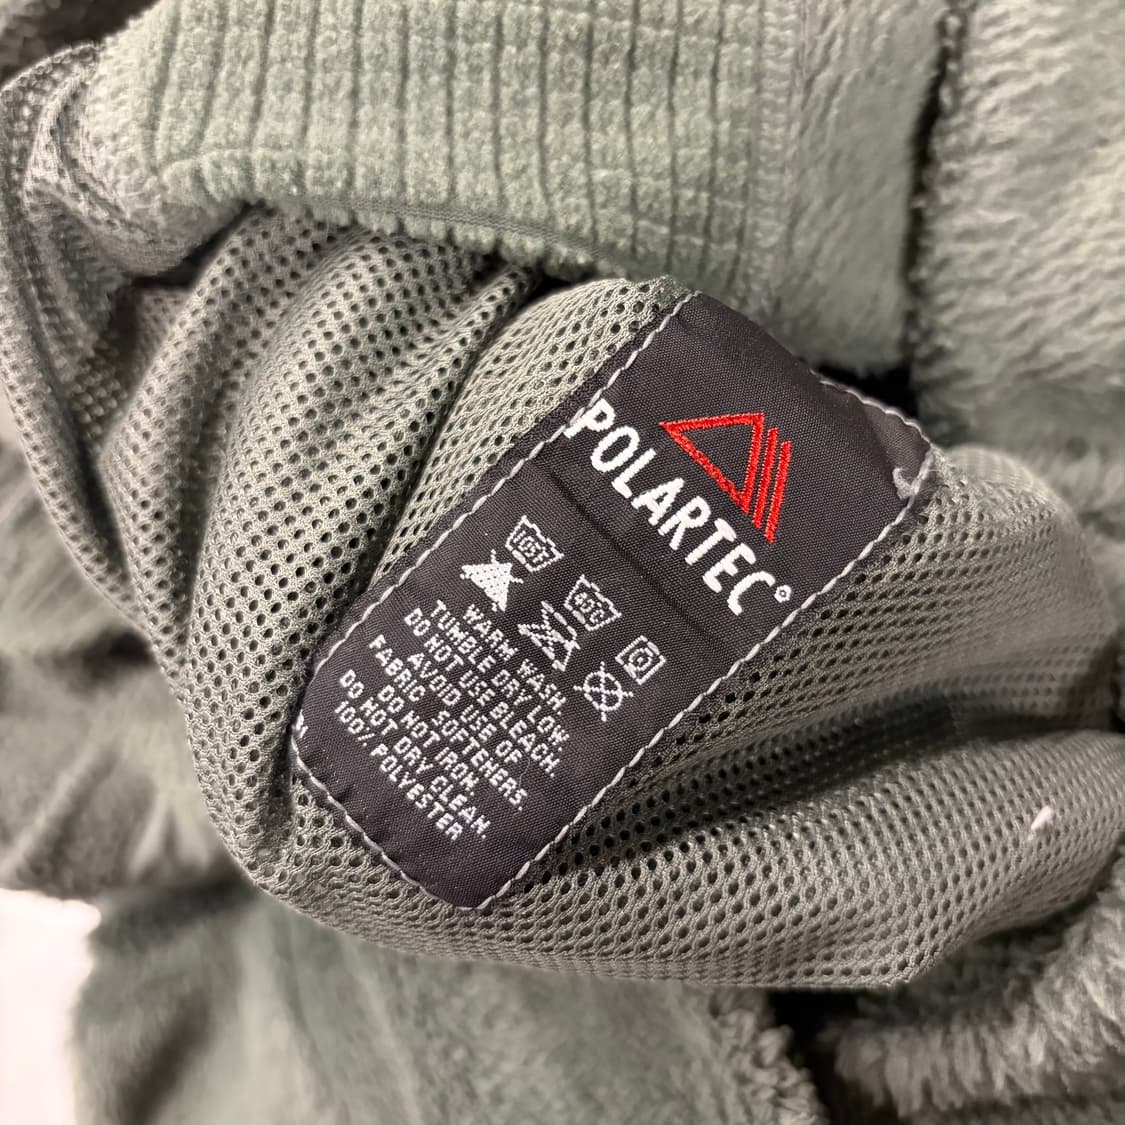 POLARTEC®
40C
WARM WASH.
TUMBLE DRY LOW.
DO NOT USE BLEACH.
AVOID USE OF
FABRIC SOFTENERS.
DO NOT IRON.
DO NOT DRY CLEAN.
100% POLYESTER